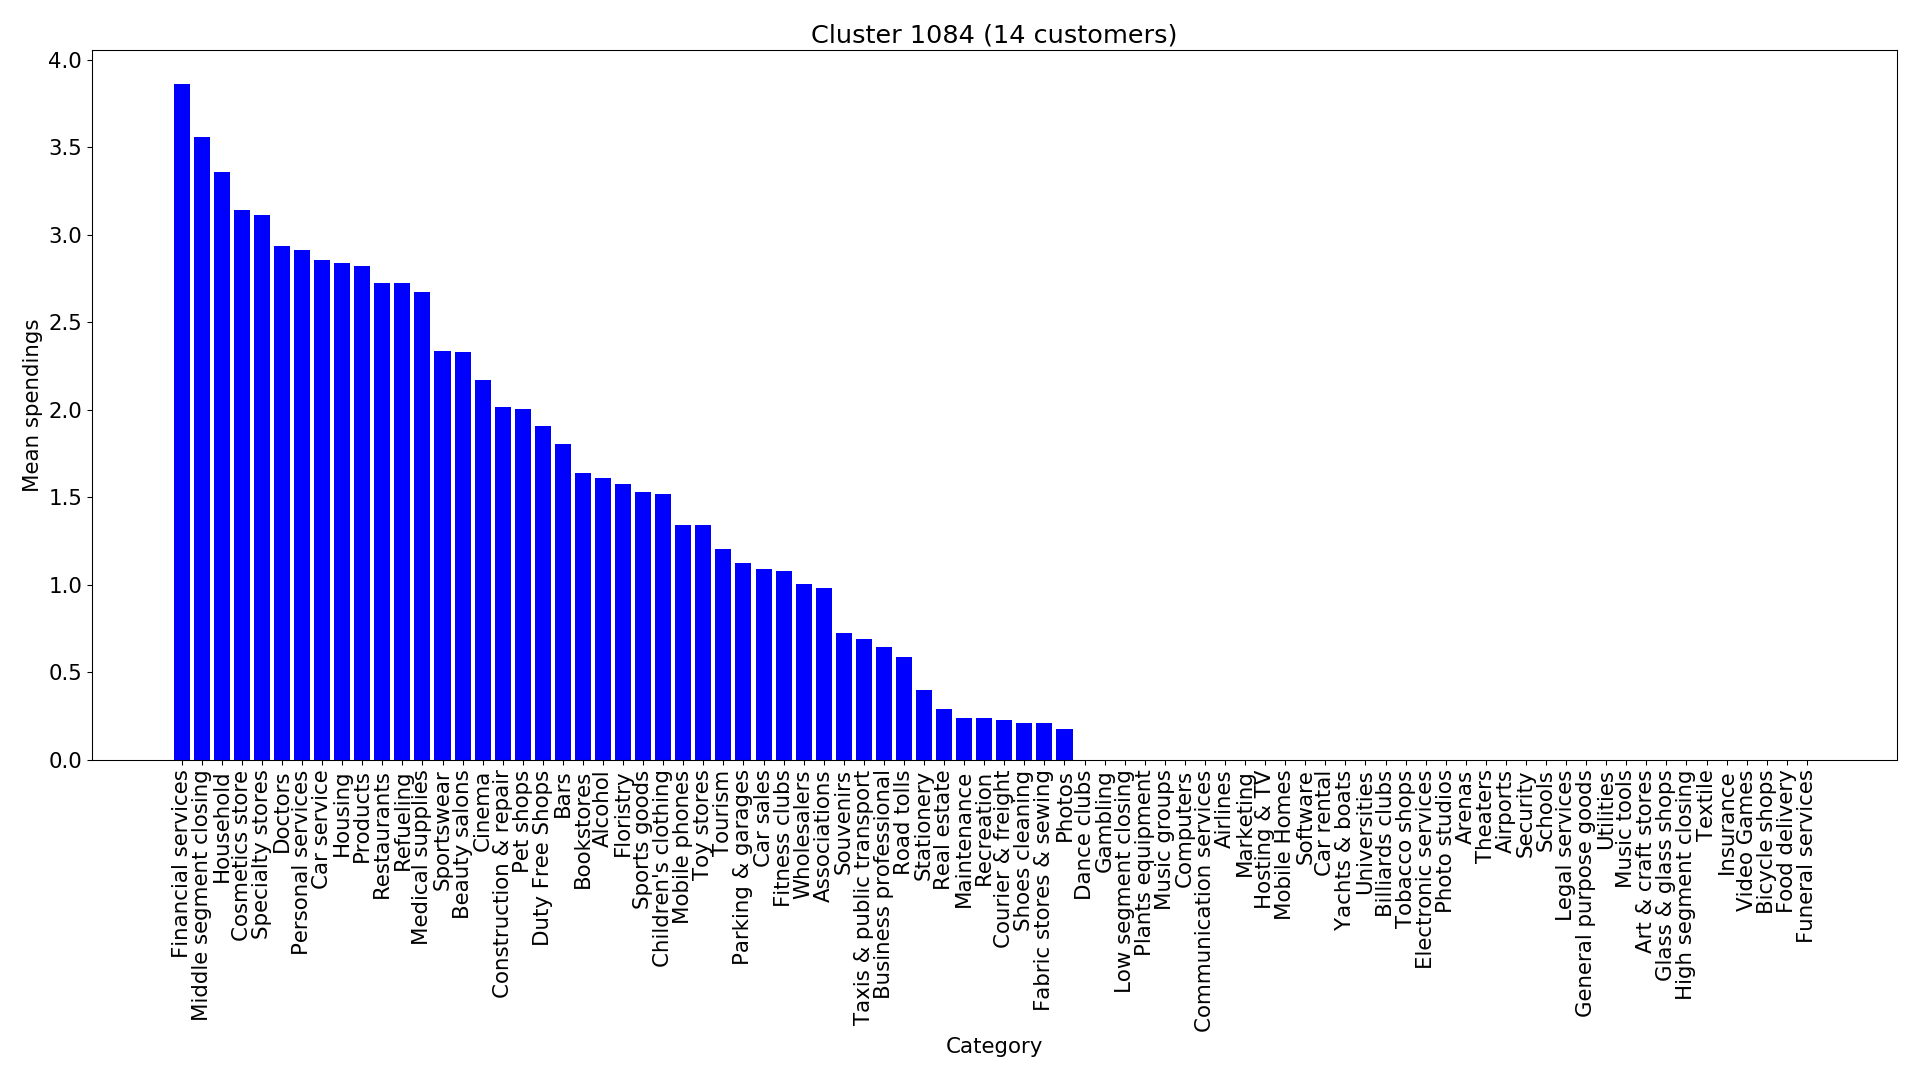 Cluster 1084 (14 customers)
4.0
3.5
3.0
2.5
2.0
1.5
1.0
0.5
0.0
Mean spendings
Financial services
Middle segment closing
Household
Cosmetics store
Specialty stores
Doctors
Personal services
Car service
Housing
Products
Restaurants
Refueling
Medical supplies
Sportswear
Beauty salons
Cinema
Construction & repair
Pet shops
Duty Free Shops
Bars
Bookstores
Alcohol
Floristry
Sports goods
Children's clothing
Mobile phones
Toy stores
Tourism
Parking & garages
Car sales
Fitness clubs
Wholesalers
Associations
Souvenirs
Taxis & public transport
Business professional
Road tolls
Stationery
Real estate
Maintenance
Recreation
Courier & freight
Shoes cleaning
Fabric stores & sewing
Photos
Dance clubs
Gambling
Low segment closing
Plants equipment
Music groups
Computers
Communication services
Airlines
Marketing
Hosting & TV
Mobile Homes
Software
Car rental
Yachts & boats
Universities
Billiards clubs
Tobacco shops
Electronic services
Photo studios
Arenas
Theaters
Airports
Security
Schools
Legal services
General purpose goods
Utilities
Music tools
Art & craft stores
Glass & glass shops
High segment closing
Textile
Insurance
Video Games
Bicycle shops
Food delivery
Funeral services
Category